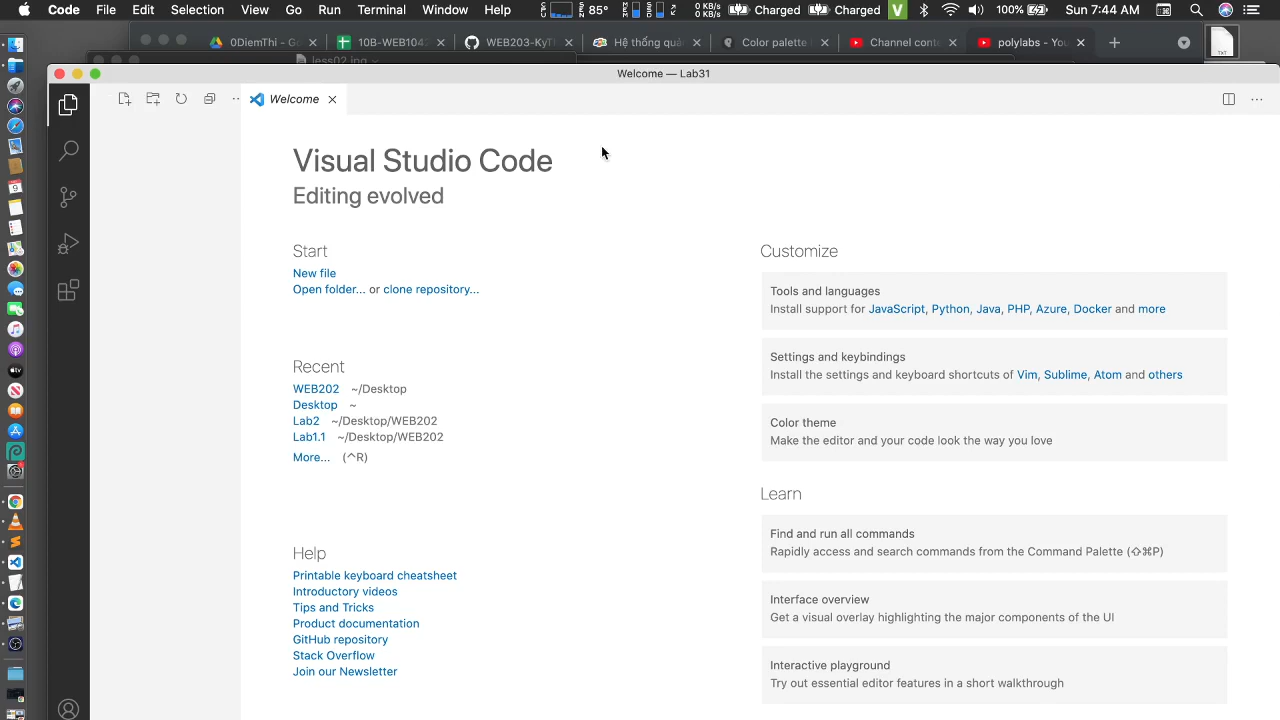 Code File Edit Selection View Go Run Terminal Window Help 85° 0 KB/s 0 KB/s Charged Charged V 100% Sun 7:44 AM
0DiemThi - Go 10B-WEB104 WEB203-KyT Hệ thống quả Color palette Channel cont polylabs - You
less02.jpg
TXT
Welcome — Lab31
Welcome
Visual Studio Code
Editing evolved
Start
New file
Open folder... or clone repository...
Recent
WEB202 ~/Desktop
Desktop ~
Lab2 ~/Desktop/WEB202
Lab1.1 ~/Desktop/WEB202
More... (^R)
Help
Printable keyboard cheatsheet
Introductory videos
Tips and Tricks
Product documentation
GitHub repository
Stack Overflow
Join our Newsletter
Customize
Tools and languages
Install support for JavaScript, Python, Java, PHP, Azure, Docker and more
Settings and keybindings
Install the settings and keyboard shortcuts of Vim, Sublime, Atom and others
Color theme
Make the editor and your code look the way you love
Learn
Find and run all commands
Rapidly access and search commands from the Command Palette (⇧⌘P)
Interface overview
Get a visual overlay highlighting the major components of the UI
Interactive playground
Try out essential editor features in a short walkthrough